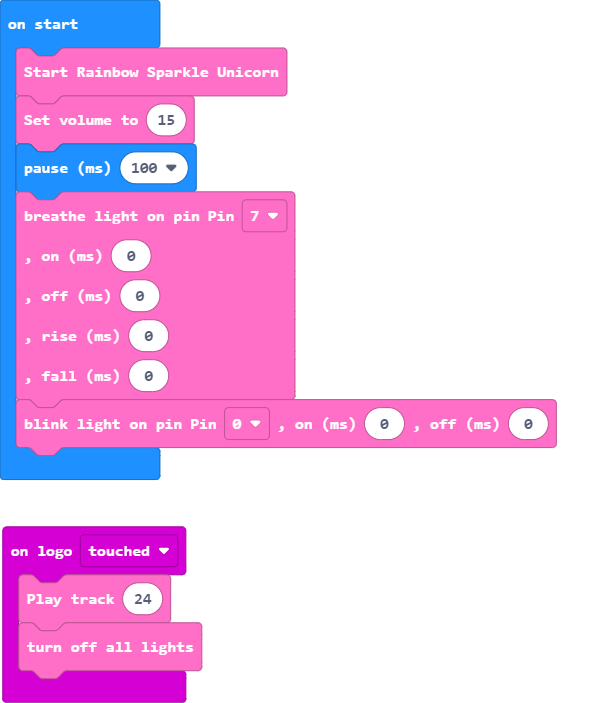 on start
Start Rainbow Sparkle Unicorn
Set volume to 15
pause (ms) 100
breathe light on pin Pin 7
, on (ms) 0
, off (ms) 0
, rise (ms) 0
, fall (ms) 0
blink light on pin Pin 0 , on (ms) 0 , off (ms) 0
on logo touched
Play track 24
turn off all lights